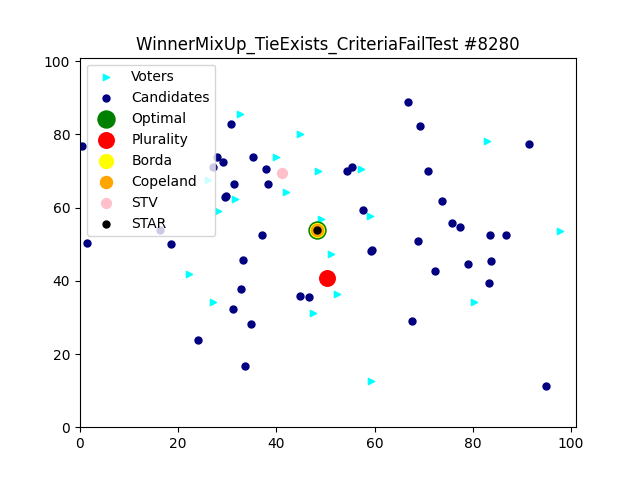 WinnerMixUp_TieExists_CriteriaFailTest #8280
Voters
Candidates
Optimal
Plurality
Borda
Copeland
STV
STAR
100
80
60
40
20
0
0 20 40 60 80 100